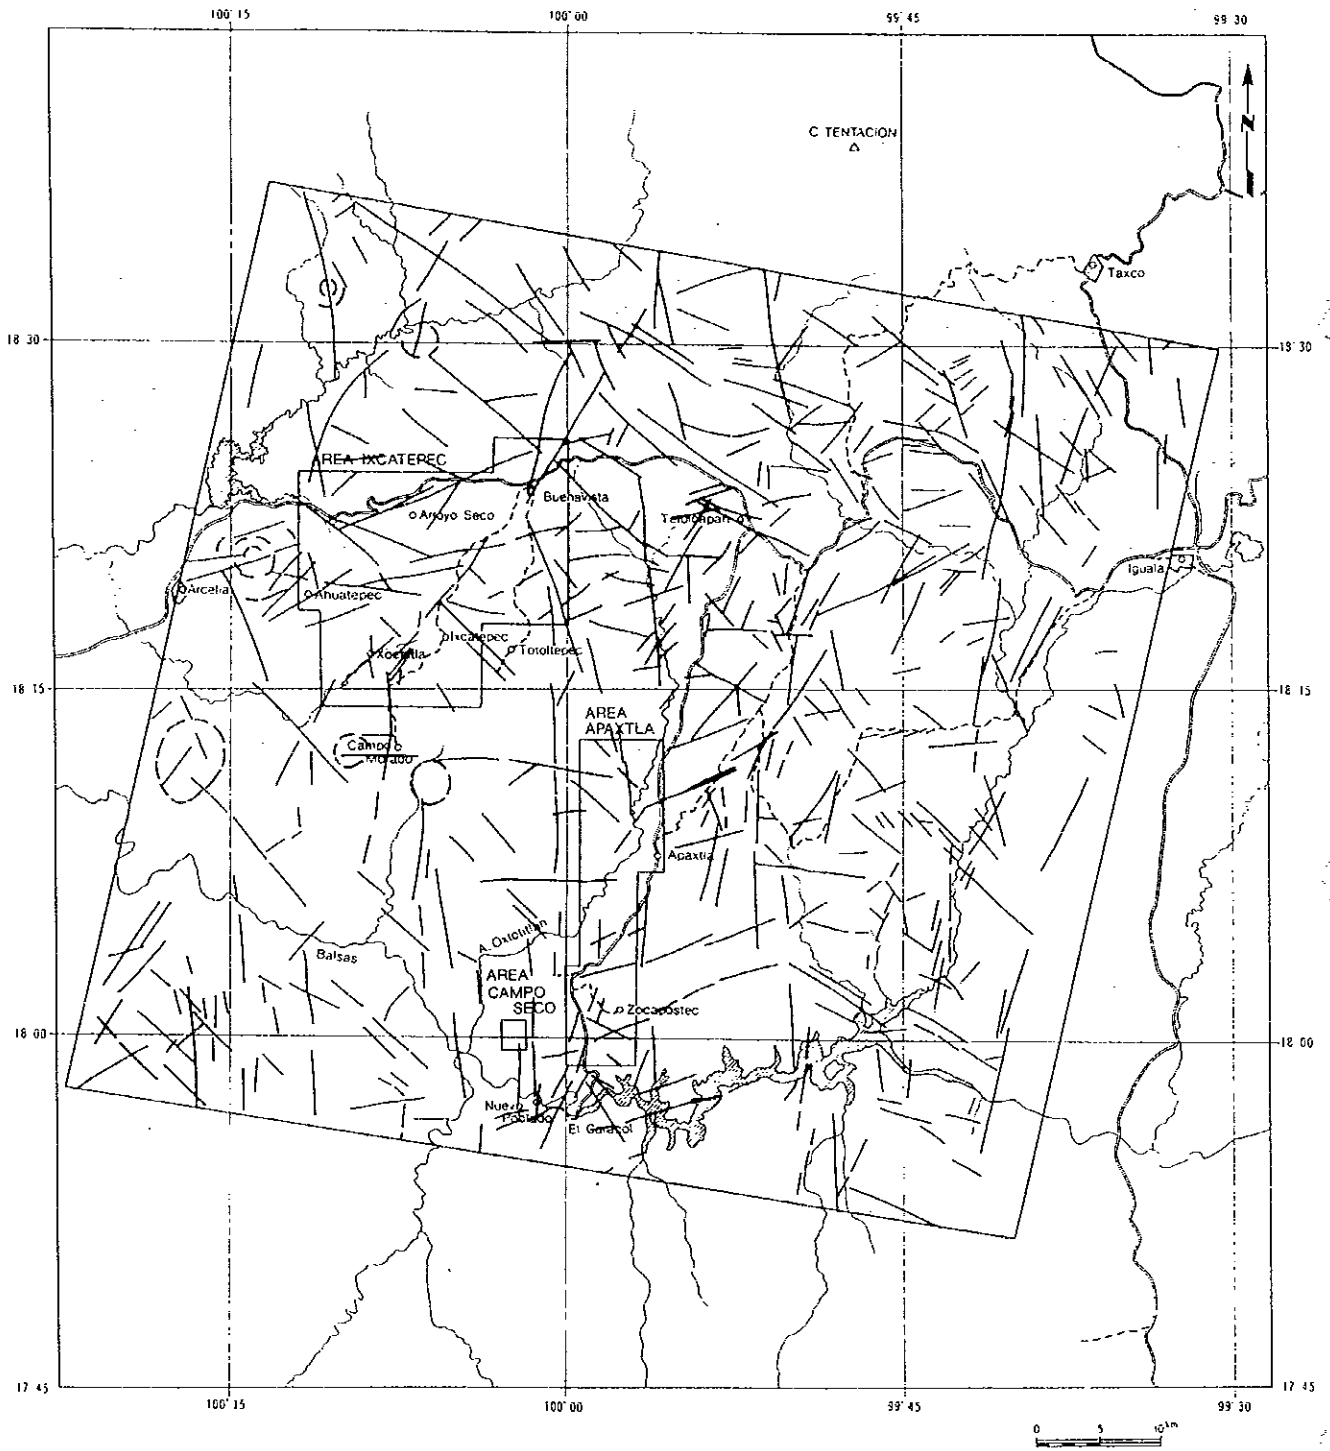 100°15'
100°00'
99°45'
99°30'
N
C TENTACION
Taxco
18 30
18 30
AREA IXCATEPEC
Buenavista
Arroyo Seco
Teloloapan
Iguala
Arcelia
Ahuatepec
Ixcatepec
Xochitla
Totoltepec
18 15
18 15
AREA
APAXTLA
Campo
Morado
Apaxtla
A. Oxtotitlan
Balsas
AREA
CAMPO
SECO
Zocapostec
18 00
18 00
Nuevo
Poblado
El Caracol
17 45
17 45
100°15'
100°00'
99°45'
99°30'
0 5 10 km